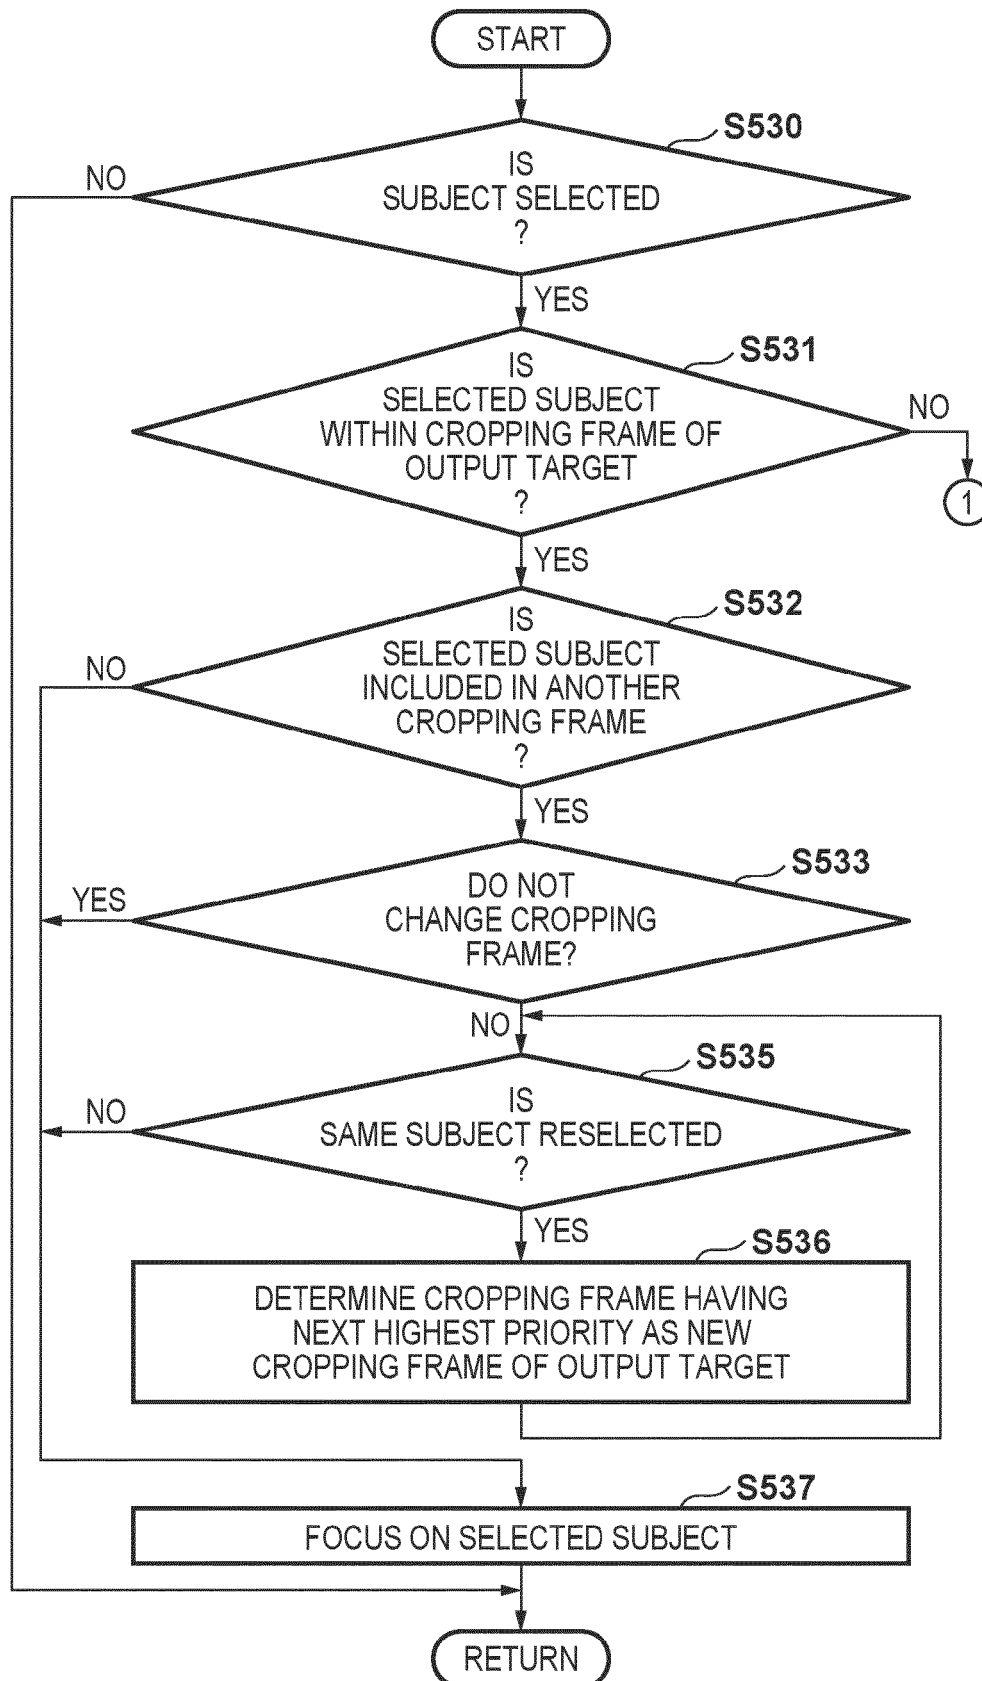 START
S530
NO
IS
SUBJECT SELECTED
?
YES
S531
IS
SELECTED SUBJECT
WITHIN CROPPING FRAME OF
OUTPUT TARGET
?
NO
1
YES
S532
NO
IS
SELECTED SUBJECT
INCLUDED IN ANOTHER
CROPPING FRAME
?
YES
S533
YES
DO NOT
CHANGE CROPPING
FRAME?
NO
S535
NO
IS
SAME SUBJECT RESELECTED
?
YES
S536
DETERMINE CROPPING FRAME HAVING
NEXT HIGHEST PRIORITY AS NEW
CROPPING FRAME OF OUTPUT TARGET
S537
FOCUS ON SELECTED SUBJECT
RETURN